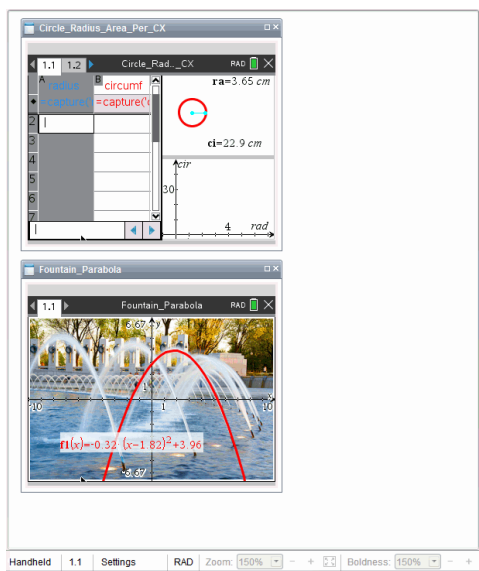 Circle_Radius_Area_Per_CX
1.1 1.2 Circle_Rad.._CX RAD
A radius B circumf
=capture('r =capture('c
2
3
4
5
6
7
ra=3.65 cm
ci=22.9 cm
cir
30
4 rad
Fountain_Parabola
1.1 Fountain_Parabola RAD
6.67 y
1
-10 1 10
f1(x)=-0.32·(x-1.82)²+3.96
-6.67
Handheld 1.1 Settings RAD Zoom: 150% - + Boldness: 150% - +